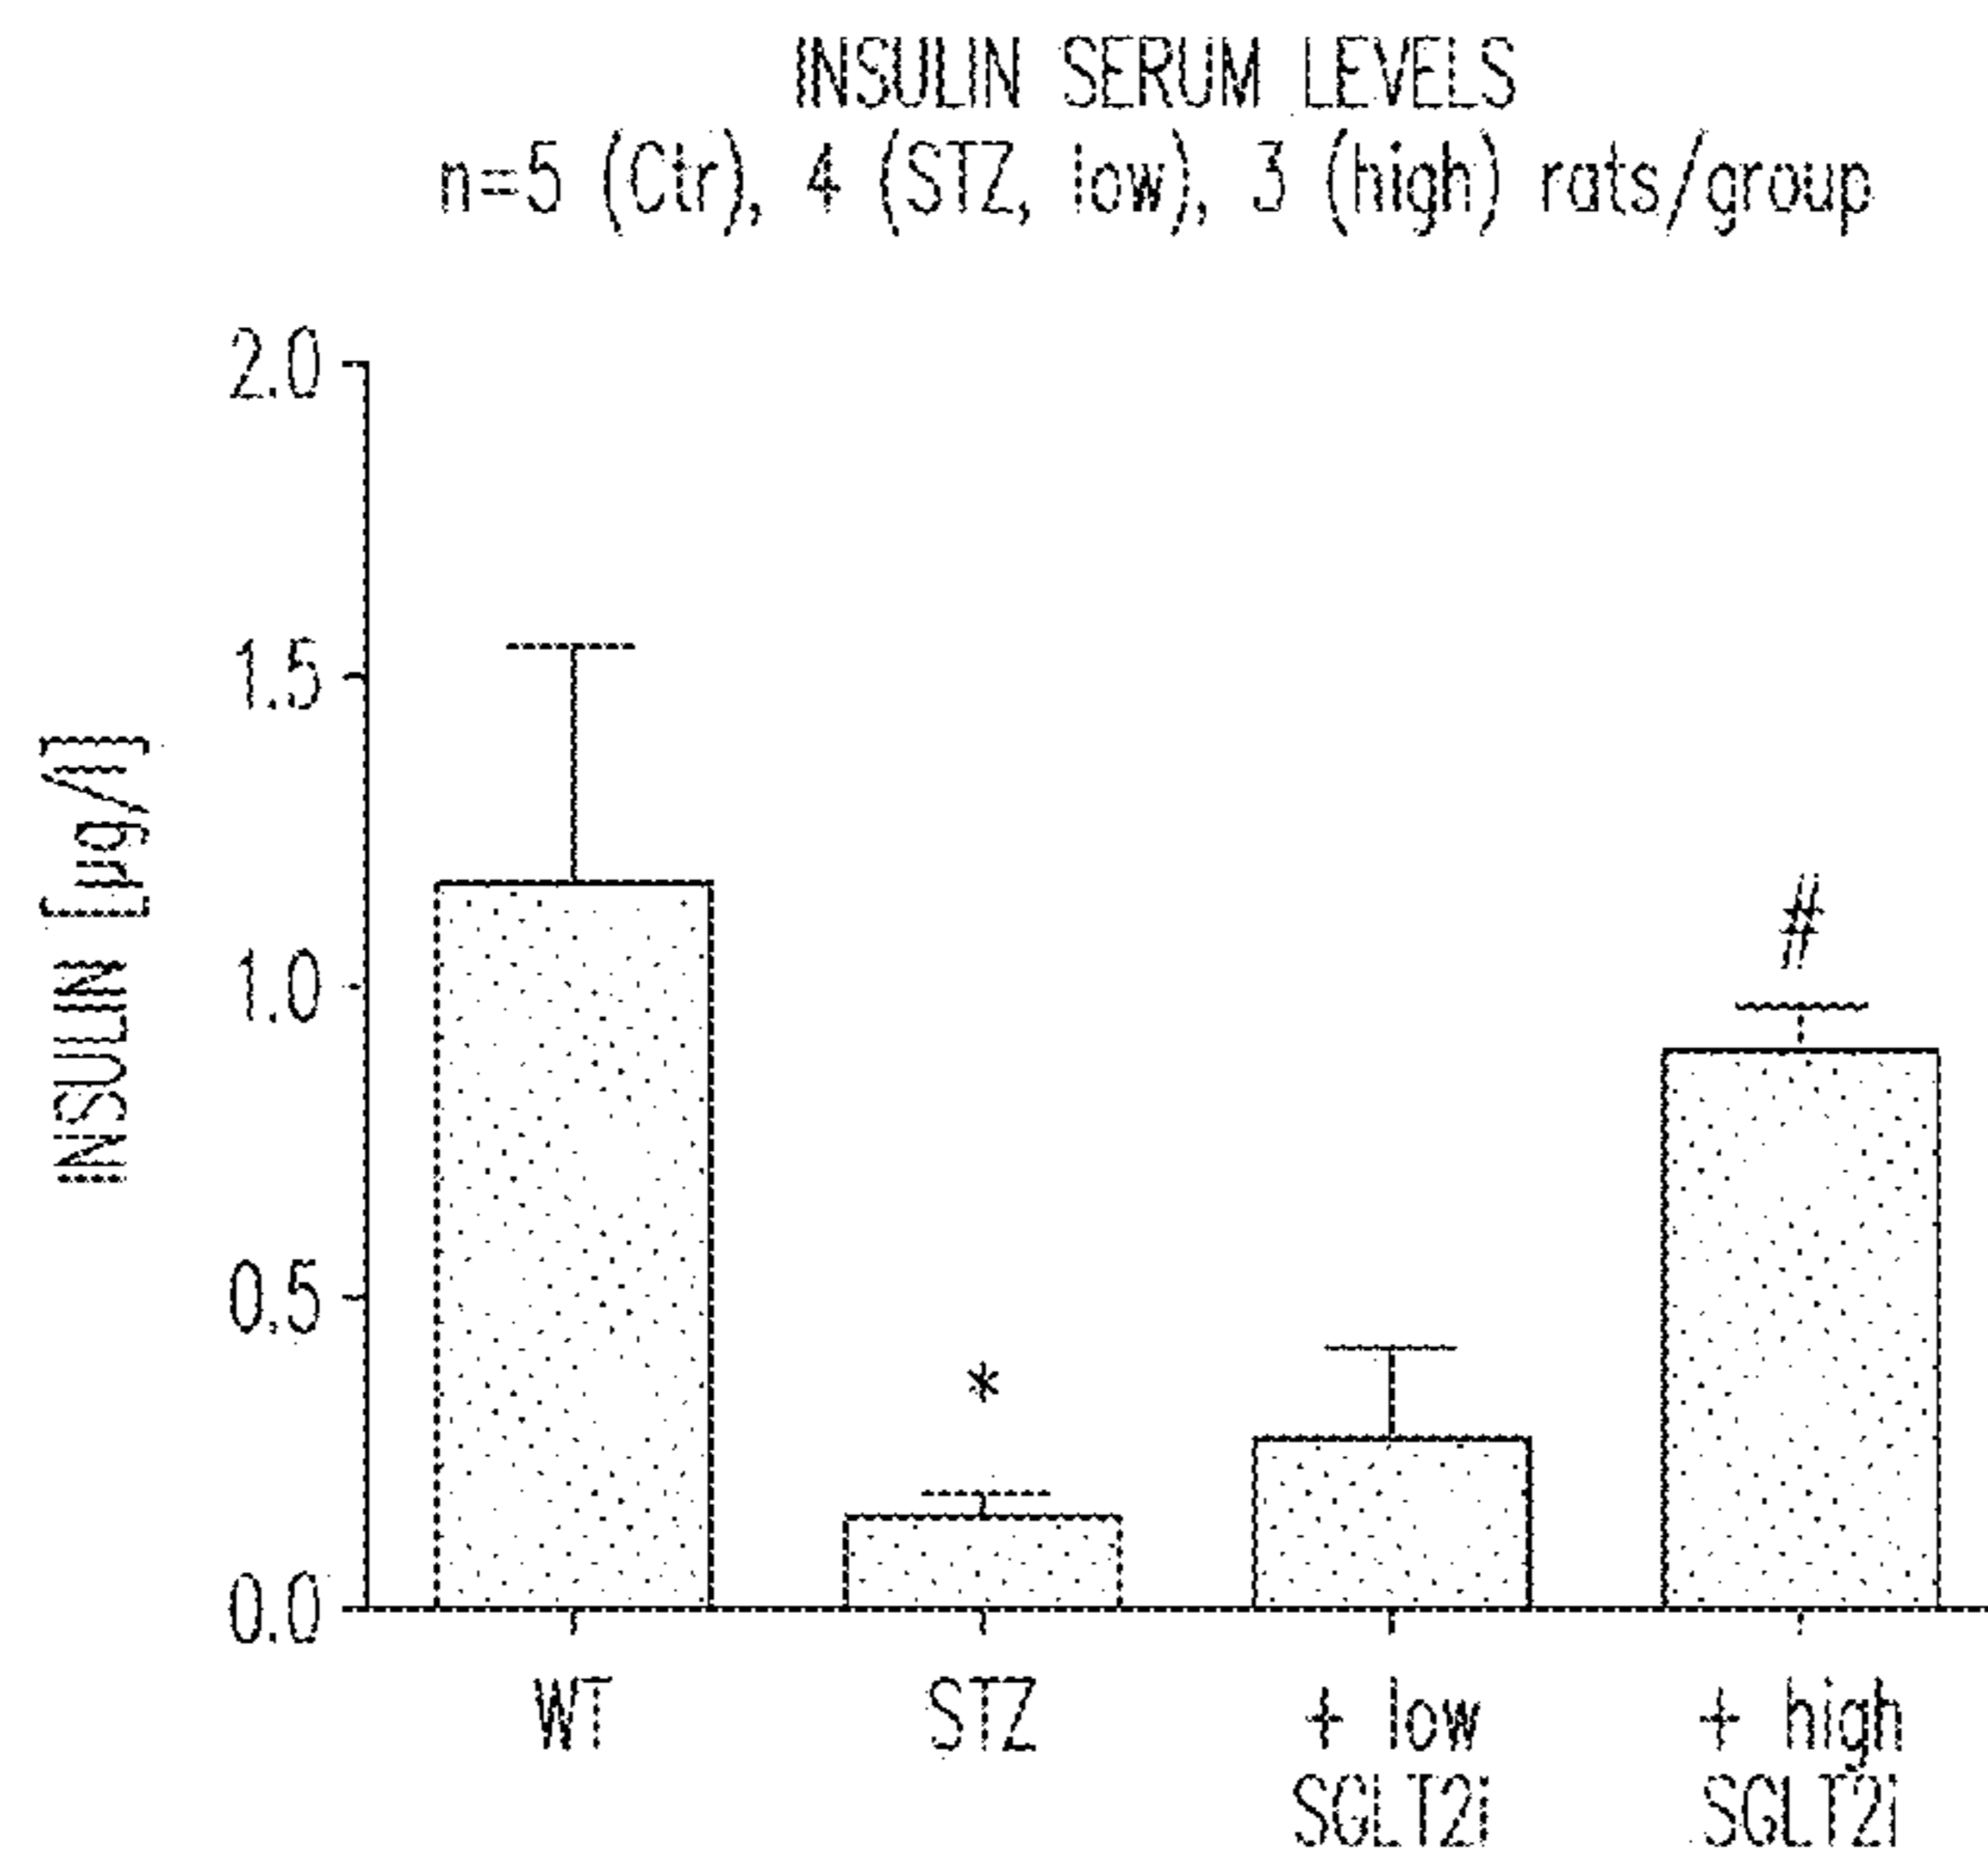 INSULIN SERUM LEVELS
n=5 (Ctr), 4 (STZ, low), 3 (high) rats/group
INSULIN [µg/l]
2.0
1.5
1.0
0.5
0.0
*
#
WT
STZ
+ low
SGLT2i
+ high
SGLT2i